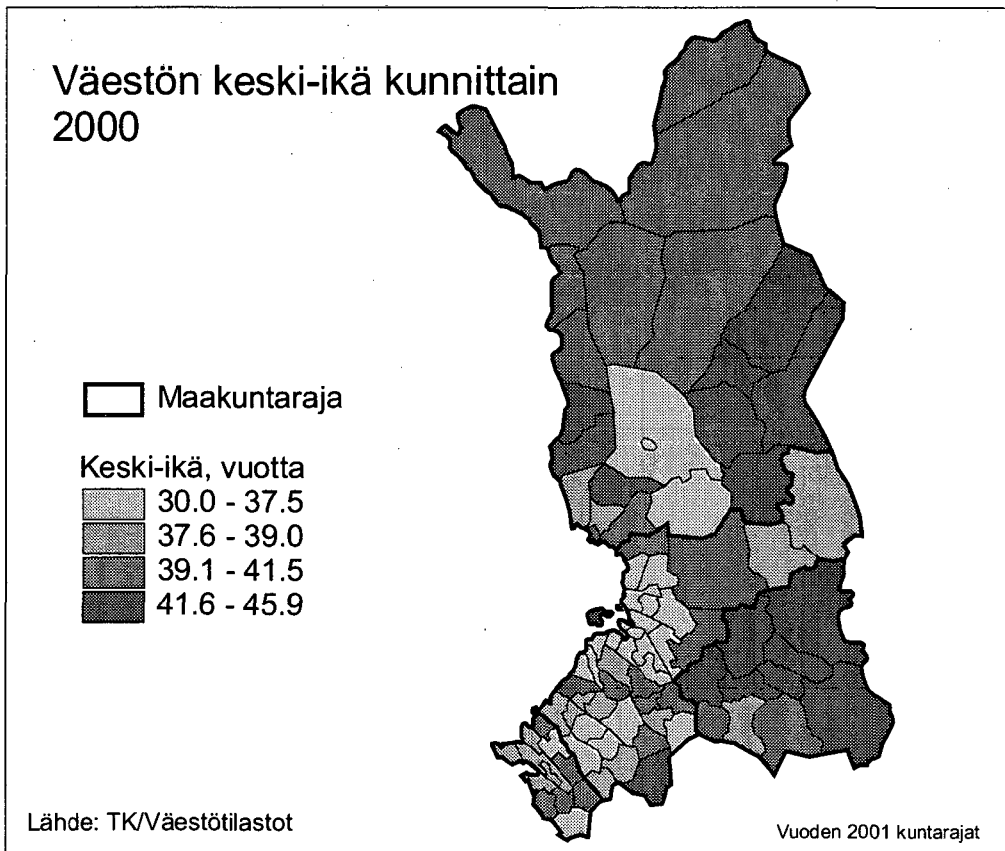 Väestön keski-ikä kunnittain
2000
Maakuntaraja
Keski-ikä, vuotta
30.0 - 37.5
37.6 - 39.0
39.1 - 41.5
41.6 - 45.9
Lähde: TK/Väestötilastot
Vuoden 2001 kuntarajat